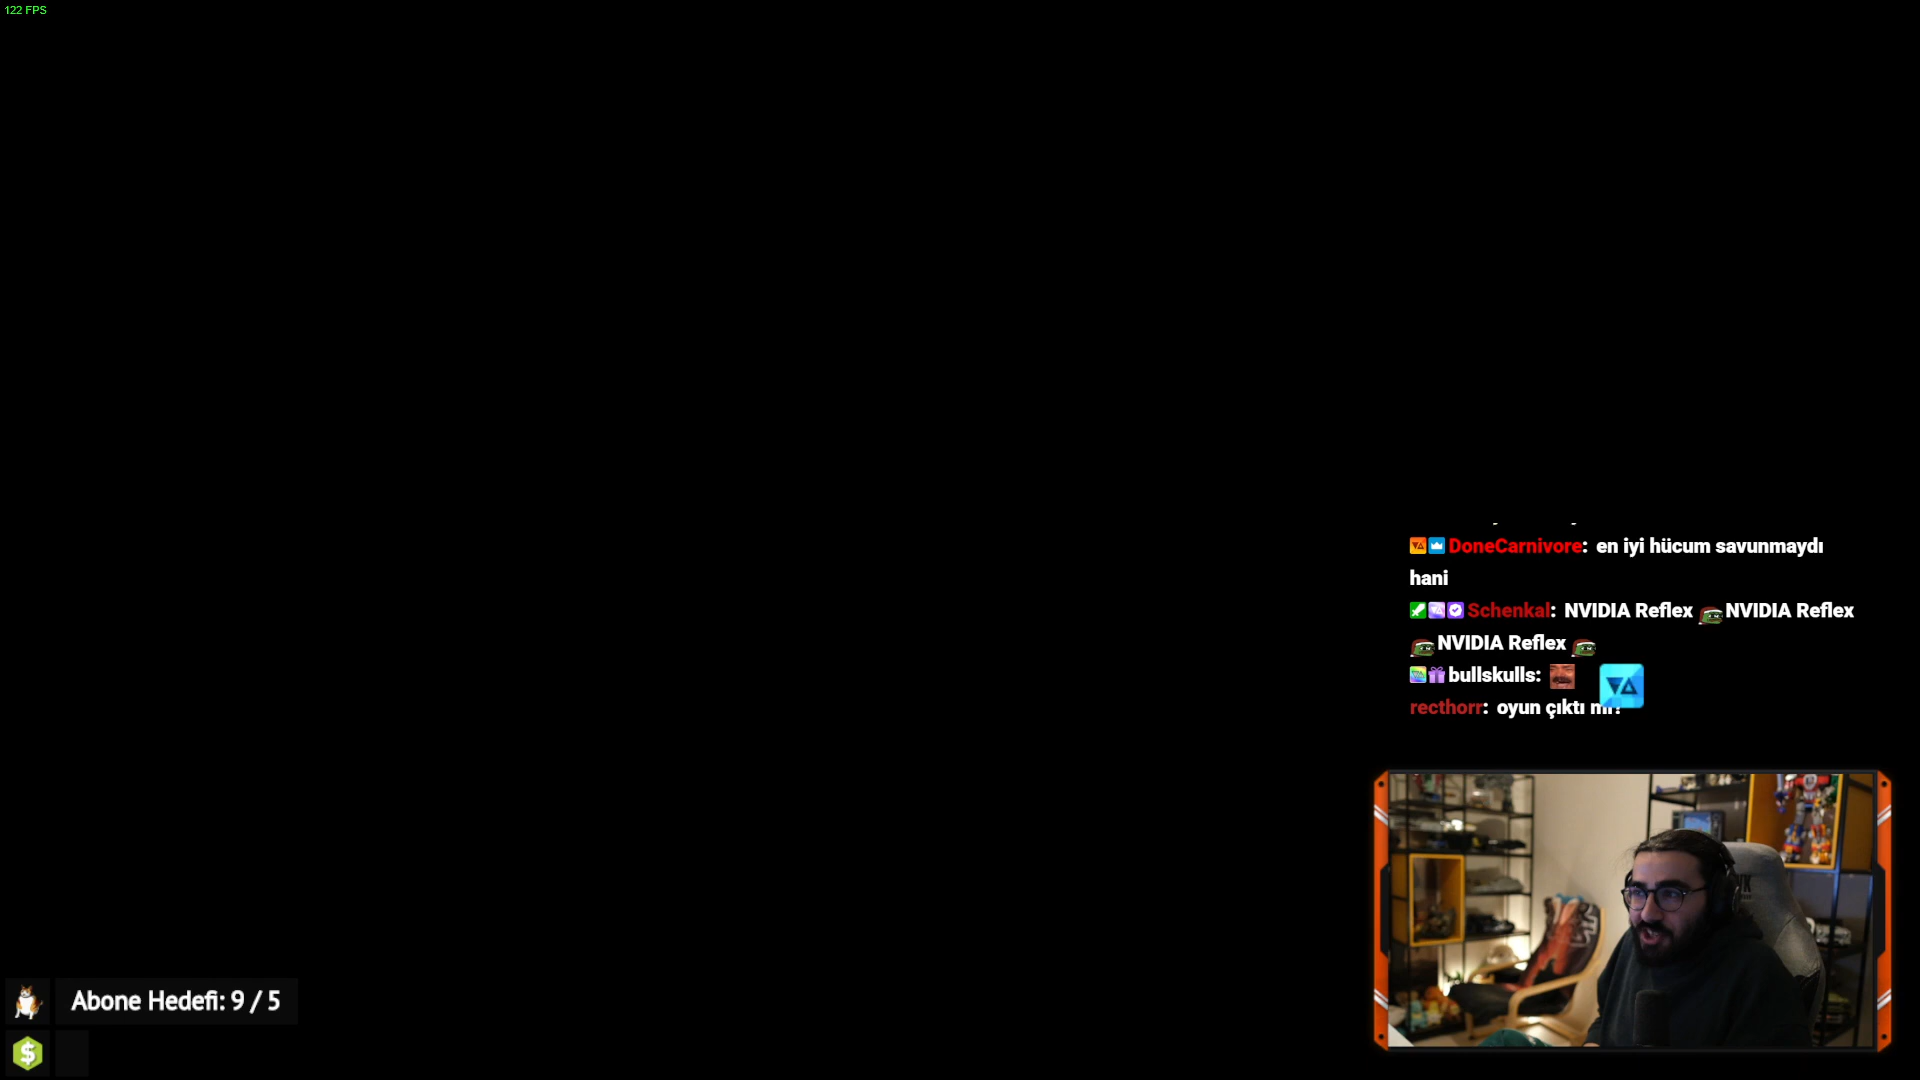 122 FPS
DoneCarnivore: en iyi hücum savunmaydı
hani
Schenkal: NVIDIA Reflex NVIDIA Reflex
NVIDIA Reflex
bullskulls:
recthorr: oyun çıktı mı?
Abone Hedefi: 9 / 5